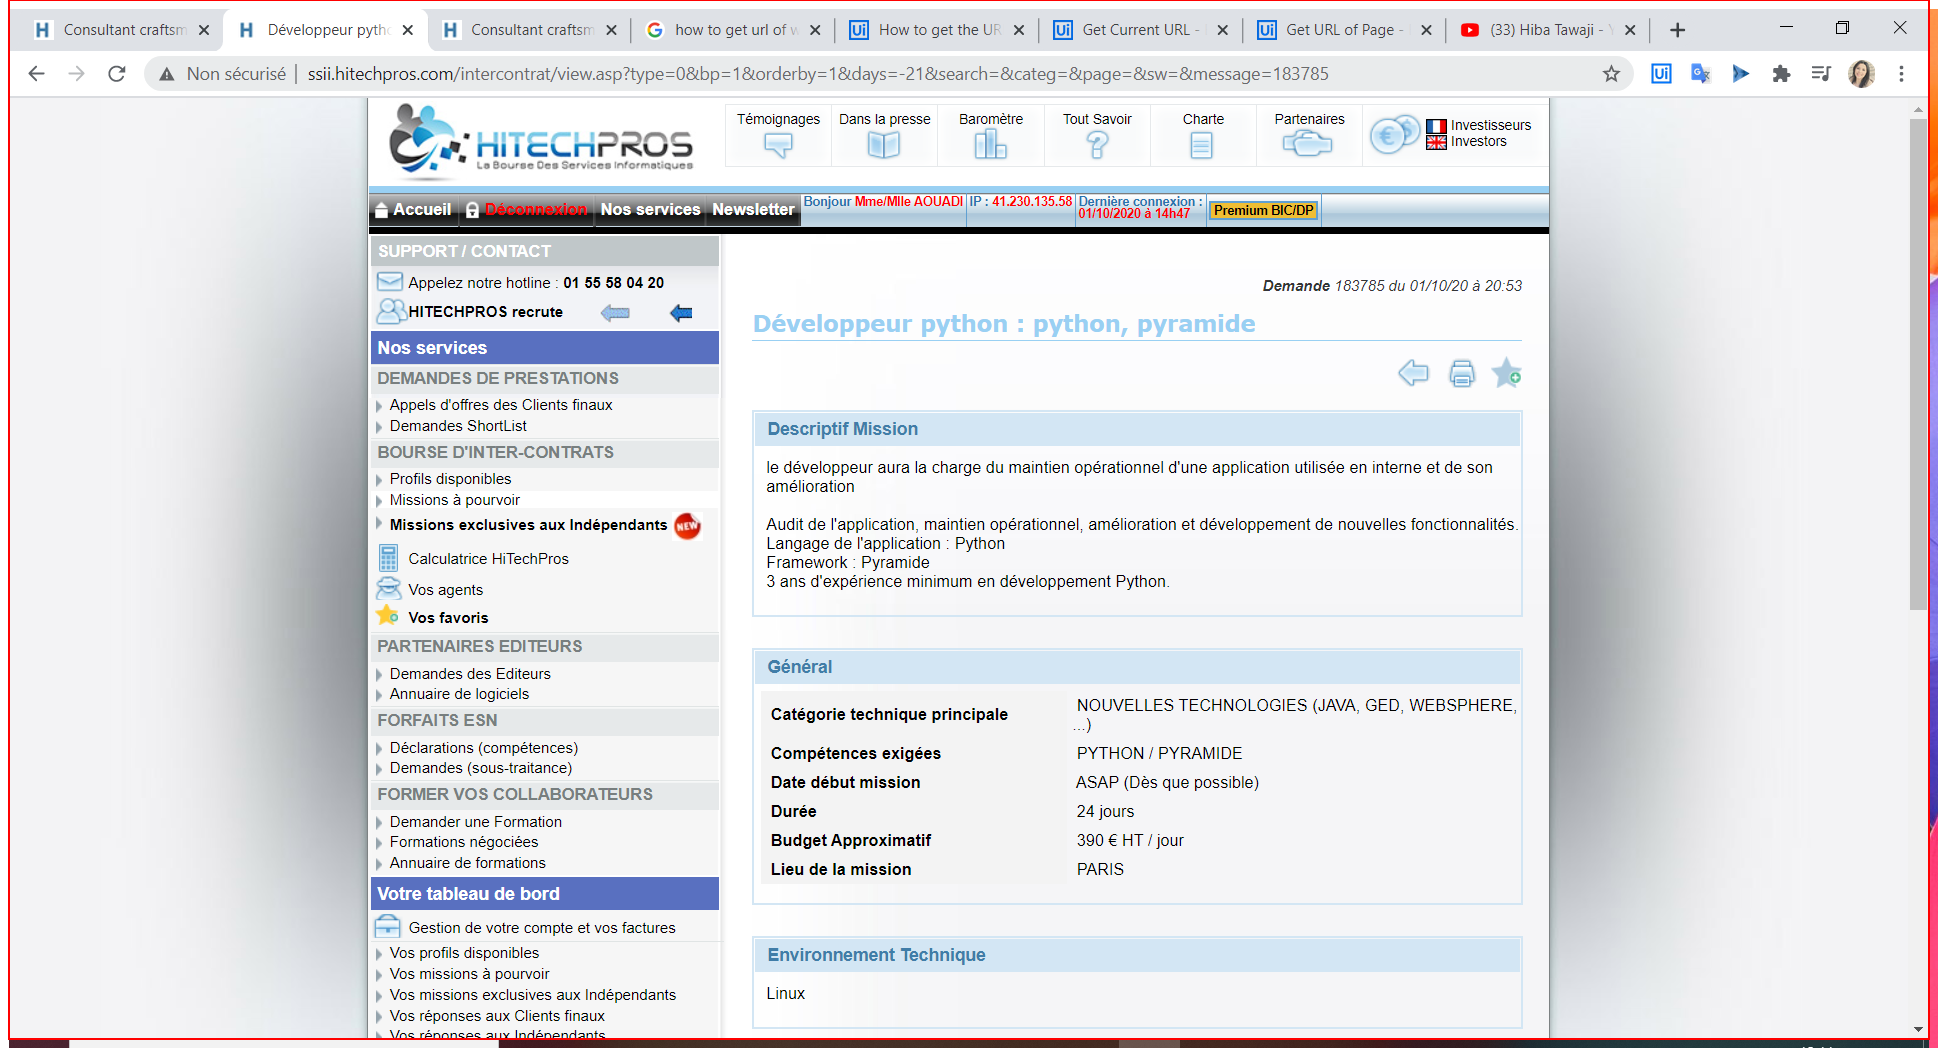 Consultant craftsm
Développeur pytho
Consultant craftsm
how to get url of w
How to get the UR
Get Current URL -
Get URL of Page -
(33) Hiba Tawaji -
Non sécurisé | ssii.hitechpros.com/intercontrat/view.asp?type=0&bp=1&orderby=1&days=-21&search=&categ=&page=&sw=&message=183785
HITECHPROS
La Bourse Des Services Informatiques
Témoignages
Dans la presse
Baromètre
Tout Savoir
Charte
Partenaires
Investisseurs
Investors
Accueil
Déconnexion
Nos services
Newsletter
Bonjour Mme/Mlle AOUADI
IP : 41.230.135.58
Dernière connexion :
01/10/2020 à 14h47
Premium BIC/DP
SUPPORT / CONTACT
Appelez notre hotline : 01 55 58 04 20
HITECHPROS recrute
Nos services
DEMANDES DE PRESTATIONS
Appels d'offres des Clients finaux
Demandes ShortList
BOURSE D'INTER-CONTRATS
Profils disponibles
Missions à pourvoir
Missions exclusives aux Indépendants
NEW
Calculatrice HiTechPros
Vos agents
Vos favoris
PARTENAIRES EDITEURS
Demandes des Editeurs
Annuaire de logiciels
FORFAITS ESN
Déclarations (compétences)
Demandes (sous-traitance)
FORMER VOS COLLABORATEURS
Demander une Formation
Formations négociées
Annuaire de formations
Votre tableau de bord
Gestion de votre compte et vos factures
Vos profils disponibles
Vos missions à pourvoir
Vos missions exclusives aux Indépendants
Vos réponses aux Clients finaux
Vos réponses aux Indépendants
Demande 183785 du 01/10/20 à 20:53
Développeur python : python, pyramide
Descriptif Mission
le développeur aura la charge du maintien opérationnel d'une application utilisée en interne et de son
amélioration
Audit de l'application, maintien opérationnel, amélioration et développement de nouvelles fonctionnalités.
Langage de l'application : Python
Framework : Pyramide
3 ans d'expérience minimum en développement Python.
Général
Catégorie technique principale
NOUVELLES TECHNOLOGIES (JAVA, GED, WEBSPHERE,
...)
Compétences exigées
PYTHON / PYRAMIDE
Date début mission
ASAP (Dès que possible)
Durée
24 jours
Budget Approximatif
390 € HT / jour
Lieu de la mission
PARIS
Environnement Technique
Linux